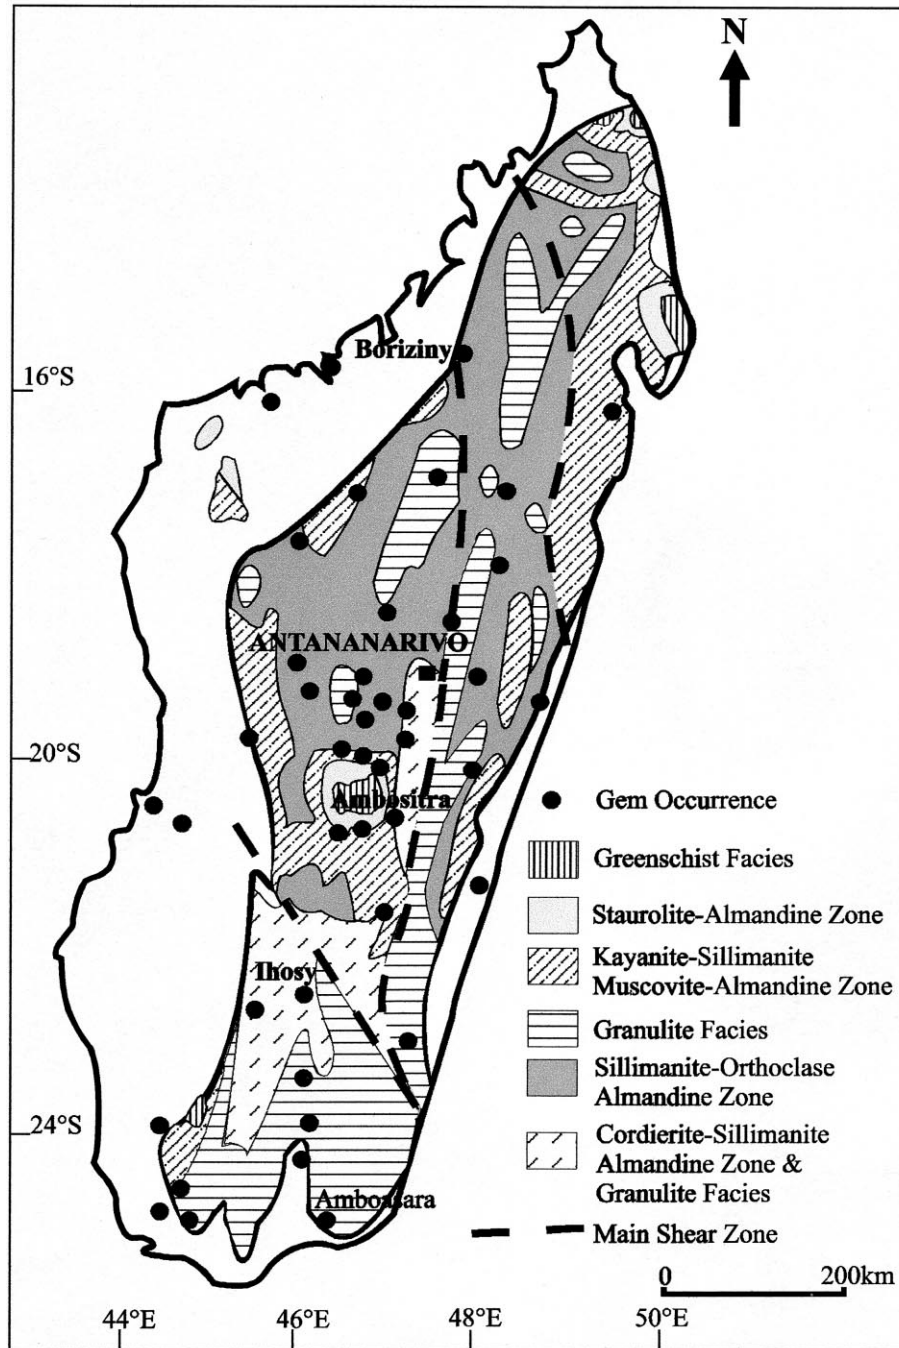 N
Boriziny
16°S
ANTANANARIVO
20°S
Ambositra
Gem Occurrence
Greenschist Facies
Staurolite-Almandine Zone
Kayanite-Sillimanite
Muscovite-Almandine Zone
Ihosy
Granulite Facies
Sillimanite-Orthoclase
Almandine Zone
24°S
Cordierite-Sillimanite
Almandine Zone &
Granulite Facies
Amboasara
Main Shear Zone
0 200km
44°E 46°E 48°E 50°E